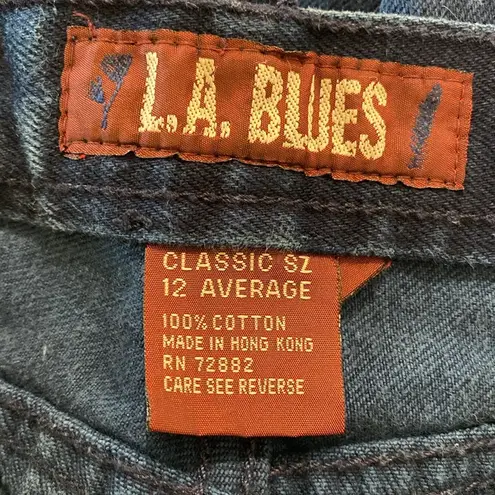 L.A. BLUES
CLASSIC SZ
12 AVERAGE
100% COTTON
MADE IN HONG KONG
RN 72882
CARE SEE REVERSE